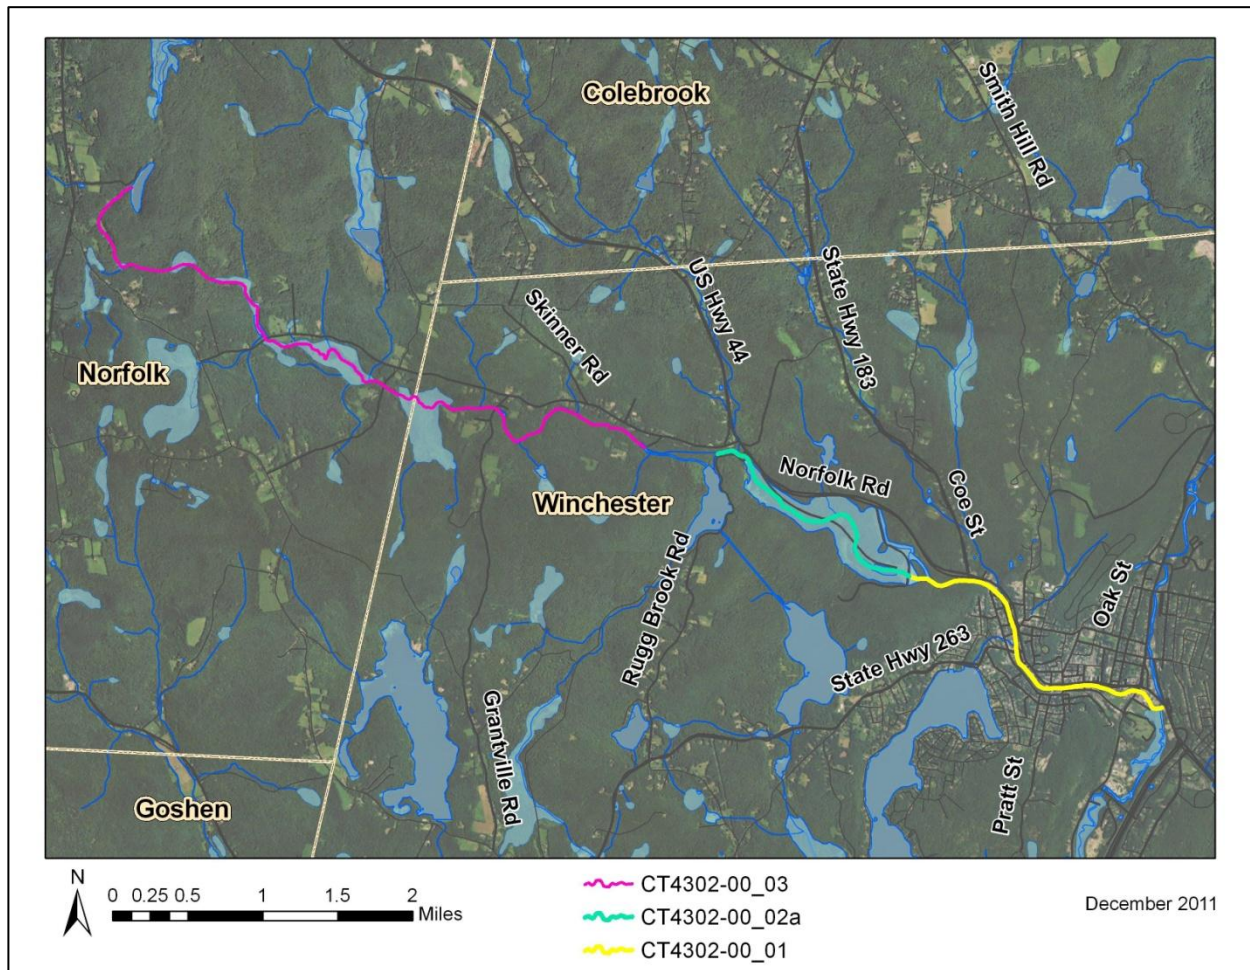 Colebrook
Smith Hill Rd
US Hwy 44
State Hwy 183
Skinner Rd
Norfolk
Norfolk Rd
Coe St
Winchester
Rugg Brook Rd
Oak St
State Hwy 263
Grantville Rd
Pratt St
Goshen
N
0 0.25 0.5 1 1.5 2
Miles
CT4302-00_03
CT4302-00_02a
CT4302-00_01
December 2011